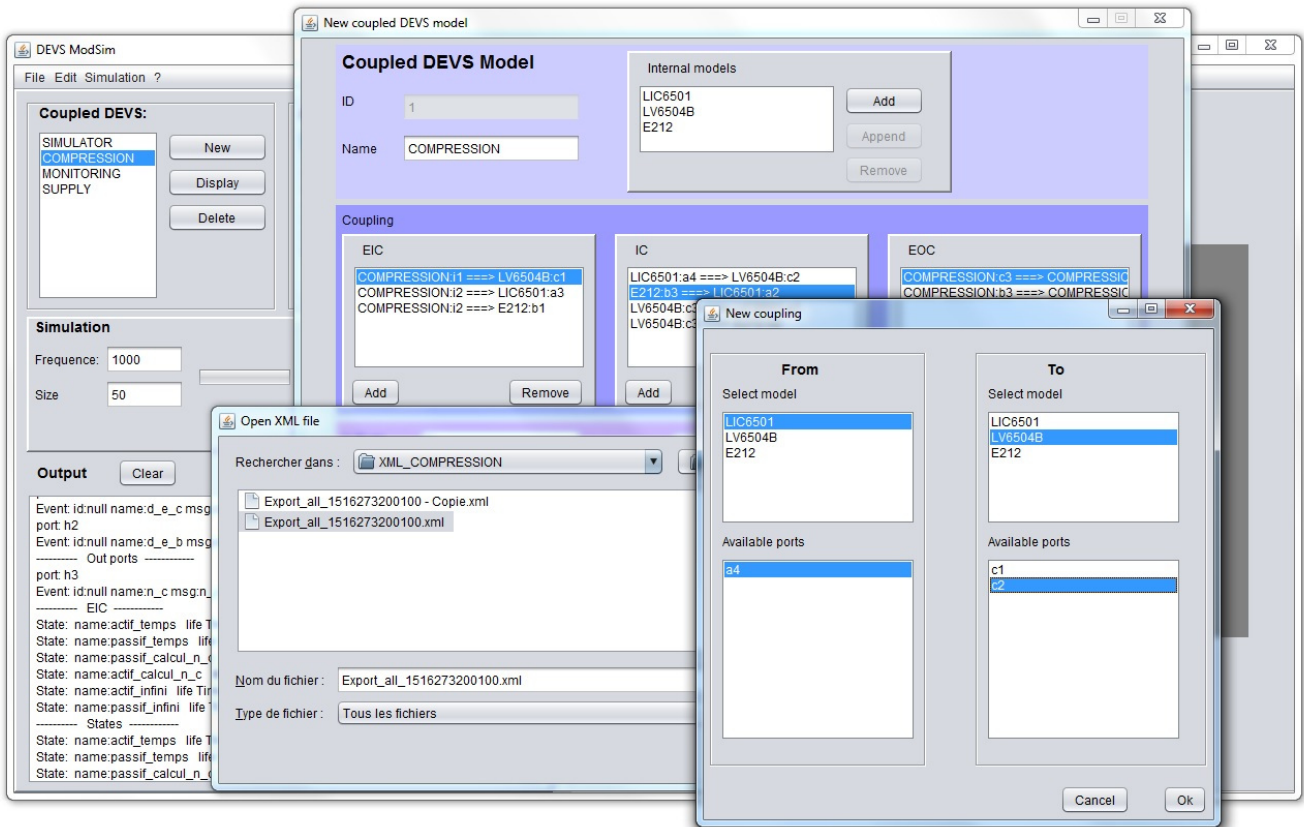 New coupled DEVS model
DEVS ModSim
File Edit Simulation ?
Coupled DEVS:
SIMULATOR
COMPRESSION
MONITORING
SUPPLY
New
Display
Delete
Simulation
Frequence: 1000
Size 50
Output
Clear
Event: id:null name:d_e_c msg
port: h2
Event: id:null name:d_e_b msg
---------- Out ports ------------
port: h3
Event: id:null name:n_c msg:n_
---------- EIC ------------
State: name:actif_temps life T
State: name:passif_temps life
State: name:passif_calcul_n_c
State: name:actif_calcul_n_c
State: name:actif_infini life Tin
State: name:passif_infini life
---------- States ------------
State: name:actif_temps life T
State: name:passif_temps life
State: name:passif_calcul_n_c
Coupled DEVS Model
ID 1
Name COMPRESSION
Internal models
LIC6501
LV6504B
E212
Add
Append
Remove
Coupling
EIC
COMPRESSION:i1 ===> LV6504B:c1
COMPRESSION:i2 ===> LIC6501:a3
COMPRESSION:i2 ===> E212:b1
Add
Remove
IC
LIC6501:a4 ===> LV6504B:c2
E212:b3 ===> LIC6501:a2
LV6504B:c3
LV6504B:c3
Add
EOC
COMPRESSION:c3 ===> COMPRESSIO
COMPRESSION:b3 ===> COMPRESSIO
Open XML file
Rechercher dans : XML_COMPRESSION
Export_all_1516273200100 - Copie.xml
Export_all_1516273200100.xml
Nom du fichier : Export_all_1516273200100.xml
Type de fichier : Tous les fichiers
New coupling
From
Select model
LIC6501
LV6504B
E212
Available ports
a4
To
Select model
LIC6501
LV6504B
E212
Available ports
c1
c2
Cancel
Ok